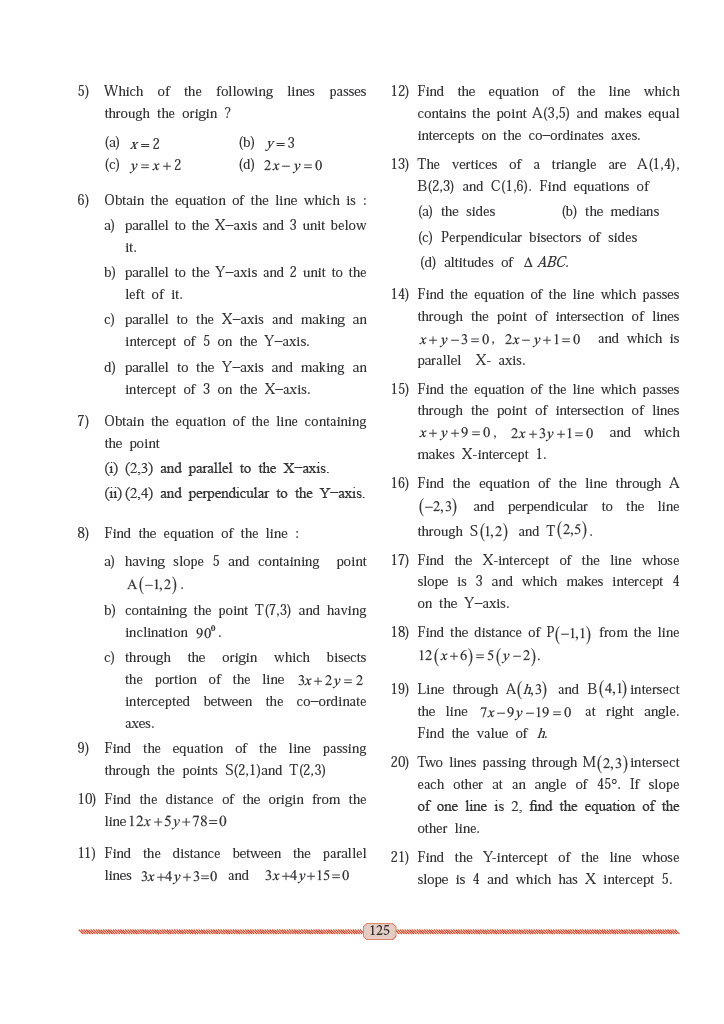 5) Which of the following lines passes
through the origin ?
(a) x = 2 (b) y = 3
(c) y = x + 2 (d) 2x − y = 0
6) Obtain the equation of the line which is :
a) parallel to the X–axis and 3 unit below
it.
b) parallel to the Y–axis and 2 unit to the
left of it.
c) parallel to the X–axis and making an
intercept of 5 on the Y–axis.
d) parallel to the Y–axis and making an
intercept of 3 on the X–axis.
7) Obtain the equation of the line containing
the point
(i) (2,3) and parallel to the X–axis.
(ii) (2,4) and perpendicular to the Y–axis.
8) Find the equation of the line :
a) having slope 5 and containing point
A(−1,2).
b) containing the point T(7,3) and having
inclination 90⁰.
c) through the origin which bisects
the portion of the line 3x + 2y = 2
intercepted between the co–ordinate
axes.
9) Find the equation of the line passing
through the points S(2,1)and T(2,3)
10) Find the distance of the origin from the
line 12x + 5y + 78 = 0
11) Find the distance between the parallel
lines 3x +4y + 3=0 and 3x +4y + 15 = 0
12) Find the equation of the line which
contains the point A(3,5) and makes equal
intercepts on the co–ordinates axes.
13) The vertices of a triangle are A(1,4),
B(2,3) and C(1,6). Find equations of
(a) the sides (b) the medians
(c) Perpendicular bisectors of sides
(d) altitudes of Δ ABC.
14) Find the equation of the line which passes
through the point of intersection of lines
x + y − 3 = 0, 2x − y + 1 = 0 and which is
parallel X- axis.
15) Find the equation of the line which passes
through the point of intersection of lines
x + y + 9 = 0, 2x + 3y + 1 = 0 and which
makes X-intercept 1.
16) Find the equation of the line through A
(−2,3) and perpendicular to the line
through S(1,2) and T(2,5).
17) Find the X-intercept of the line whose
slope is 3 and which makes intercept 4
on the Y–axis.
18) Find the distance of P(−1,1) from the line
12(x + 6) = 5(y − 2).
19) Line through A(h,3) and B(4,1) intersect
the line 7x − 9y − 19 = 0 at right angle.
Find the value of h.
20) Two lines passing through M(2,3) intersect
each other at an angle of 45°. If slope
of one line is 2, find the equation of the
other line.
21) Find the Y-intercept of the line whose
slope is 4 and which has X intercept 5.
125